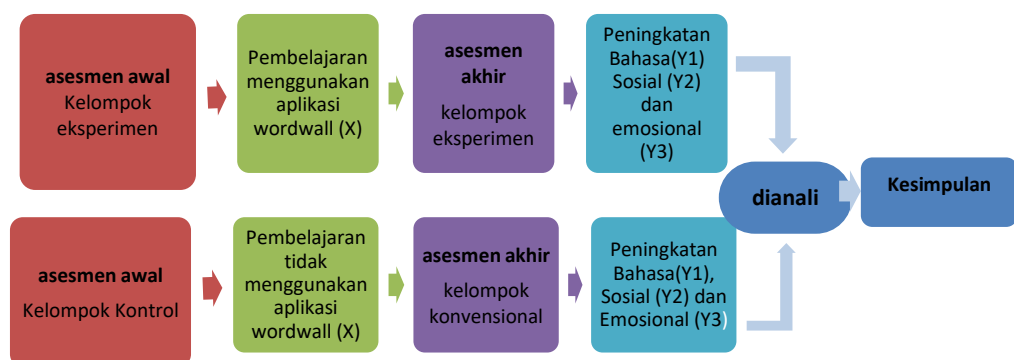 asesmen awal
Kelompok
eksperimen
Pembelajaran
menggunakan
aplikasi
wordwall (X)
asesmen
akhir
kelompok
eksperimen
Peningkatan
Bahasa(Y1)
Sosial (Y2)
dan
emosional
(Y3)
dianali
Kesimpulan
asesmen awal
Kelompok Kontrol
Pembelajaran
tidak
menggunakan
aplikasi
wordwall (X)
asesmen akhir
kelompok
konvensional
Peningkatan
Bahasa(Y1),
Sosial (Y2) dan
Emosional (Y3)